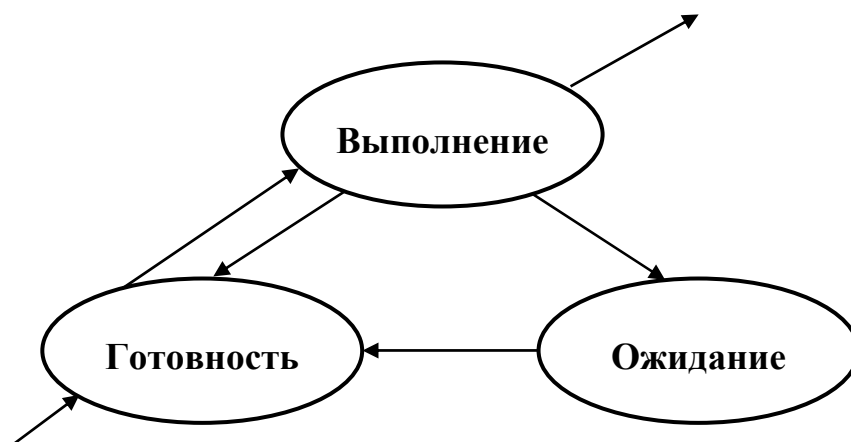 Выполнение
Готовность
Ожидание